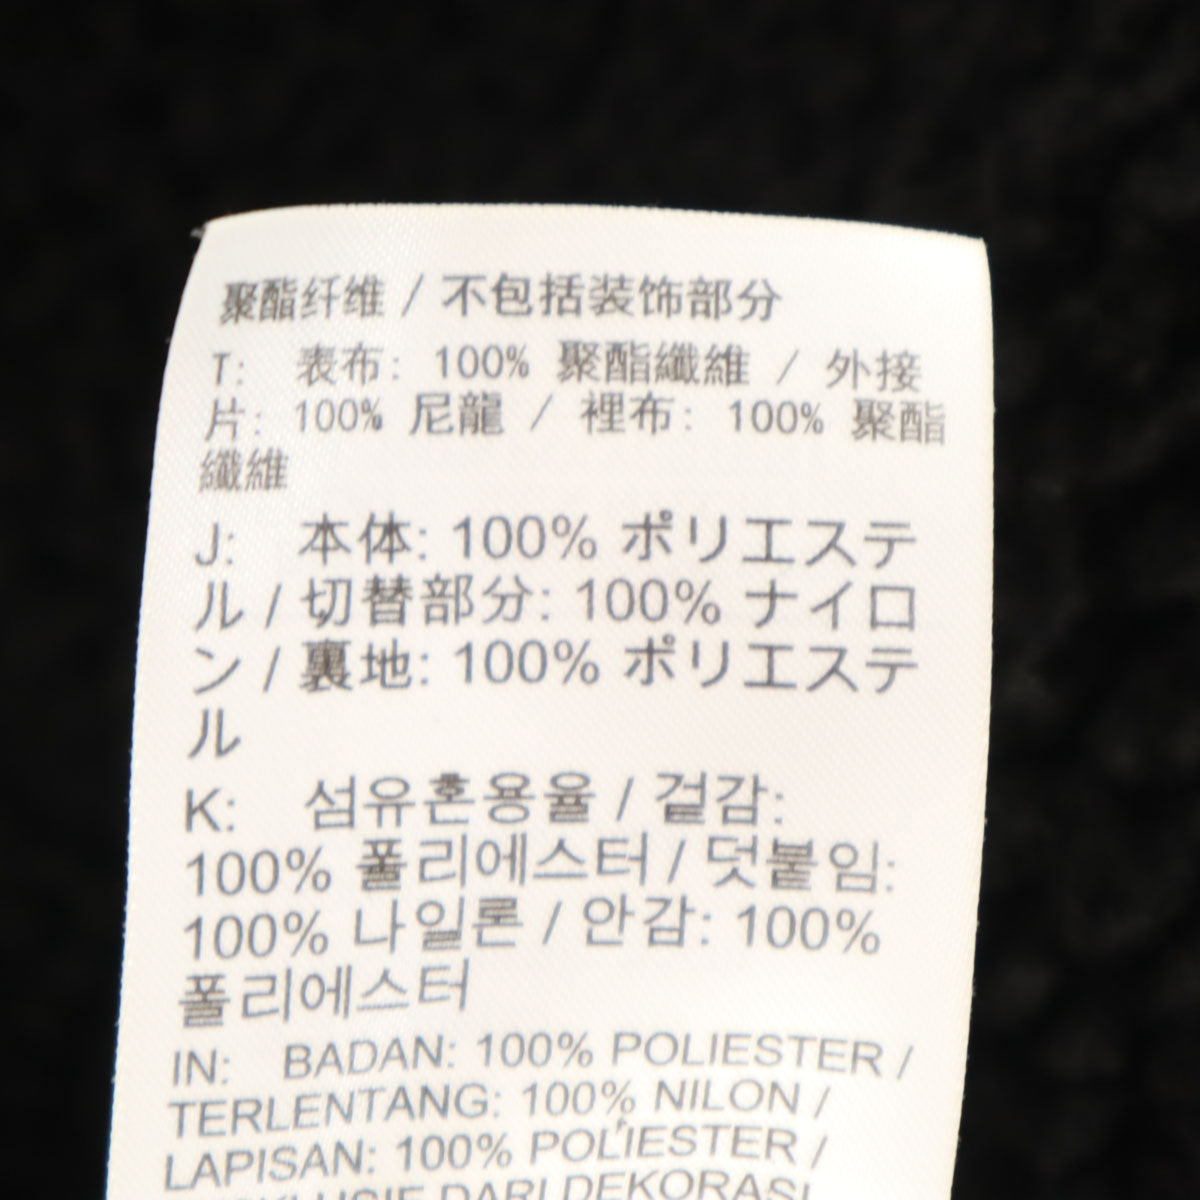 聚酯纤维 / 不包括装饰部分
T: 表布: 100% 聚酯纖維 / 外接
片: 100% 尼龍 / 裡布: 100% 聚酯
纖維
J: 本体: 100% ポリエステ
ル / 切替部分: 100% ナイロ
ン / 裏地: 100% ポリエステ
ル
K: 섬유혼용율 / 겉감:
100% 폴리에스터 / 덧붙임:
100% 나일론 / 안감: 100%
폴리에스터
IN: BADAN: 100% POLIESTER /
TERLENTANG: 100% NILON /
LAPISAN: 100% POLIESTER /
DARI DEKORASI